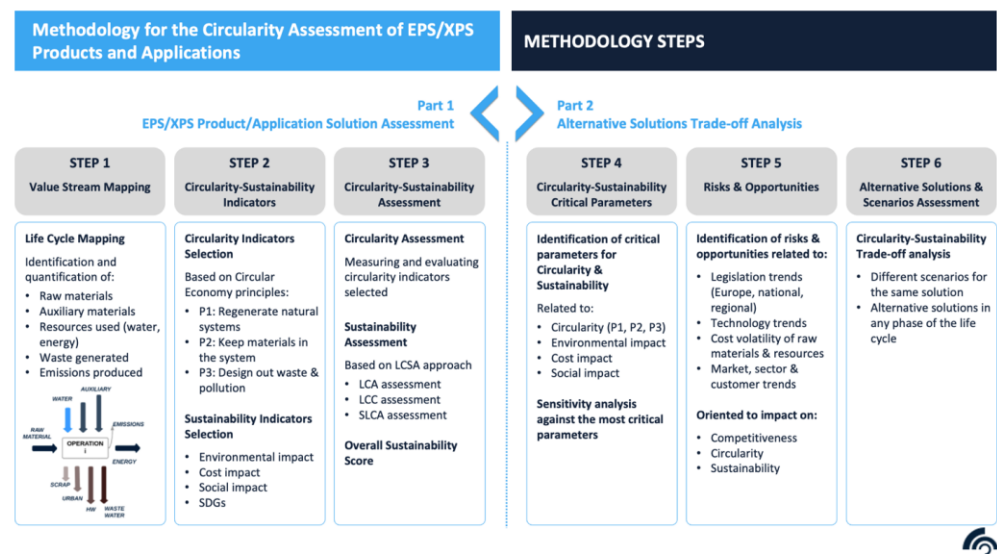 Methodology for the Circularity Assessment of EPS/XPS
Products and Applications
METHODOLOGY STEPS
Part 1
EPS/XPS Product/Application Solution Assessment
Part 2
Alternative Solutions Trade-off Analysis
STEP 1
Value Stream Mapping
Life Cycle Mapping
Identification and
quantification of:
• Raw materials
• Auxiliary materials
• Resources used (water,
energy)
• Waste generated
• Emissions produced
AUXILIARY
WATER
EMISSIONS
RAW
MATERIAL
OPERATION
i
ENERGY
SCRAP
URBAN
HW
WASTE
WATER
STEP 2
Circularity-Sustainability
Indicators
Circularity Indicators
Selection
Based on Circular
Economy principles:
• P1: Regenerate natural
systems
• P2: Keep materials in
the system
• P3: Design out waste &
pollution
Sustainability Indicators
Selection
• Environmental impact
• Cost impact
• Social impact
• SDGs
STEP 3
Circularity-Sustainability
Assessment
Circularity Assessment
Measuring and evaluating
circularity indicators
selected
Sustainability
Assessment
Based on LCSA approach
• LCA assessment
• LCC assessment
• SLCA assessment
Overall Sustainability
Score
STEP 4
Circularity-Sustainability
Critical Parameters
Identification of critical
parameters for
Circularity &
Sustainability
Related to:
• Circularity (P1, P2, P3)
• Environmental impact
• Cost impact
• Social impact
Sensitivity analysis
against the most critical
parameters
STEP 5
Risks & Opportunities
Identification of risks &
opportunities related to:
• Legislation trends
(Europe, national,
regional)
• Technology trends
• Cost volatility of raw
materials & resources
• Market, sector &
customer trends
Oriented to impact on:
• Competitiveness
• Circularity
• Sustainability
STEP 6
Alternative Solutions &
Scenarios Assessment
Circularity-Sustainability
Trade-off analysis
• Different scenarios for
the same solution
• Alternative solutions in
any phase of the life
cycle